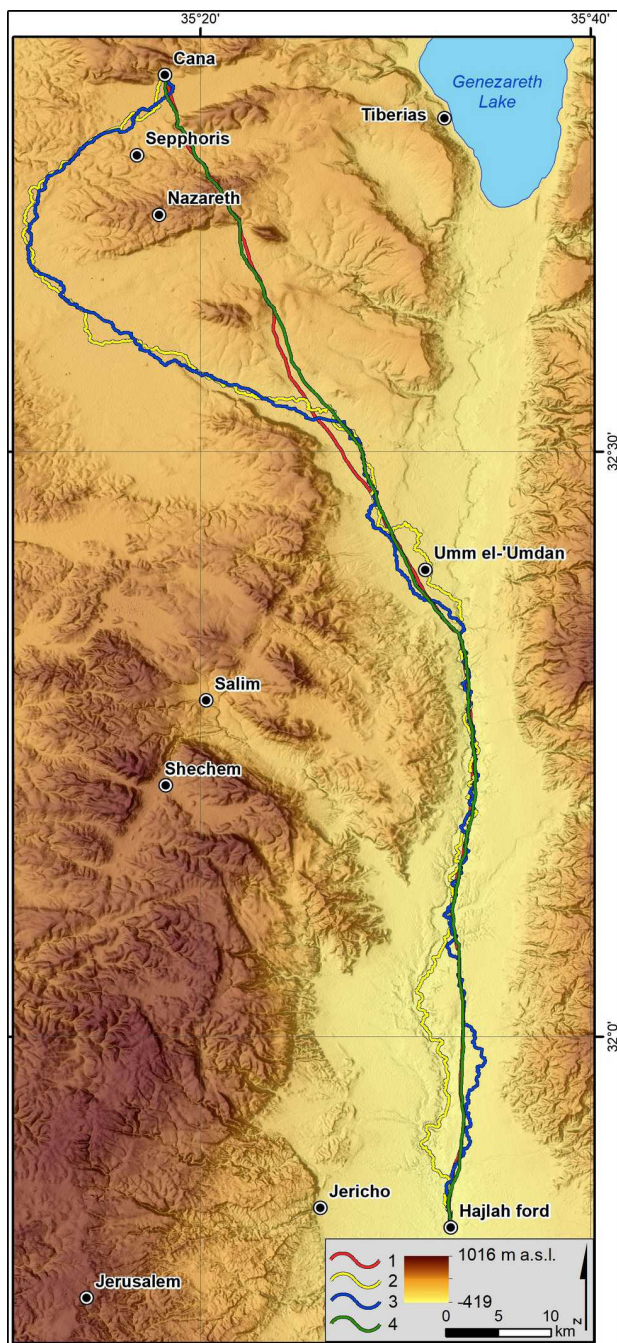 35°20'
35°40'
Cana
Genezareth
Lake
Tiberias
Sepphoris
Nazareth
32°30'
Umm el-'Umdan
Salim
Shechem
32°0'
Jericho
Hajlah ford
Jerusalem
1
2
3
4
1016 m a.s.l.
-419
0 5 10
km
N